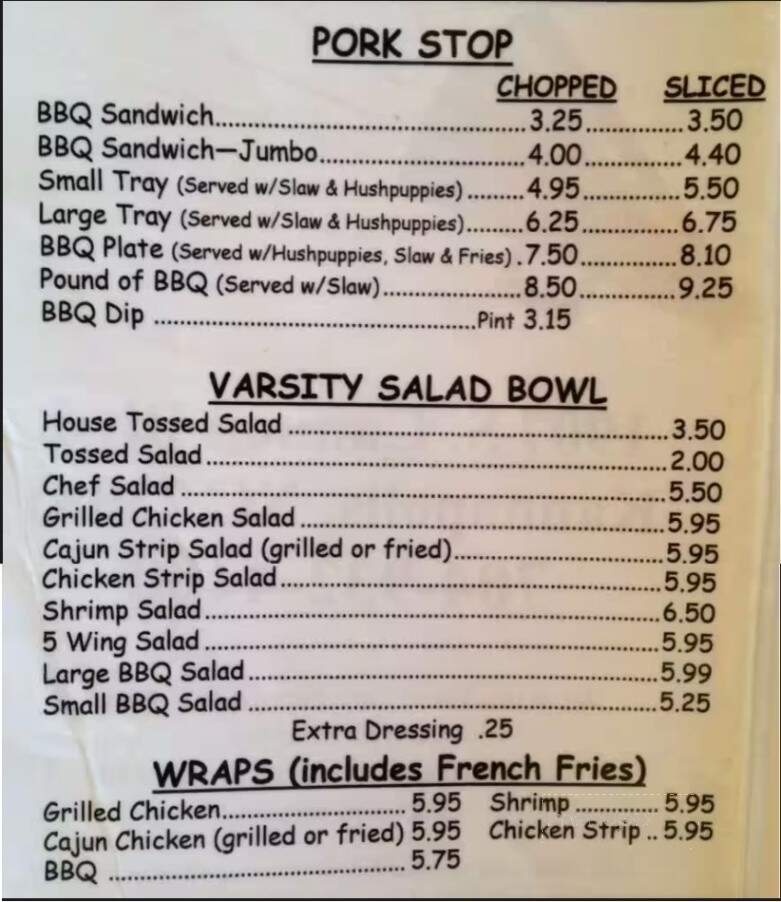 PORK STOP
CHOPPED SLICED
BBQ Sandwich..............................3.25..............3.50
BBQ Sandwich—Jumbo..............................4.00..............4.40
Small Tray (Served w/Slaw & Hushpuppies).........4.95..............5.50
Large Tray (Served w/Slaw & Hushpuppies).........6.25..............6.75
BBQ Plate (Served w/Hushpuppies, Slaw & Fries).7.50..............8.10
Pound of BBQ (Served w/Slaw)....................8.50..............9.25
BBQ Dip ..............................Pint 3.15
VARSITY SALAD BOWL
House Tossed Salad ..............................3.50
Tossed Salad ..............................2.00
Chef Salad ..............................5.50
Grilled Chicken Salad ..............................5.95
Cajun Strip Salad (grilled or fried)..............................5.95
Chicken Strip Salad..............................5.95
Shrimp Salad..............................6.50
5 Wing Salad ..............................5.95
Large BBQ Salad..............................5.99
Small BBQ Salad ..............................5.25
Extra Dressing .25
WRAPS (includes French Fries)
Grilled Chicken.......................... 5.95 Shrimp ............ 5.95
Cajun Chicken (grilled or fried) 5.95 Chicken Strip .. 5.95
BBQ .............................. 5.75